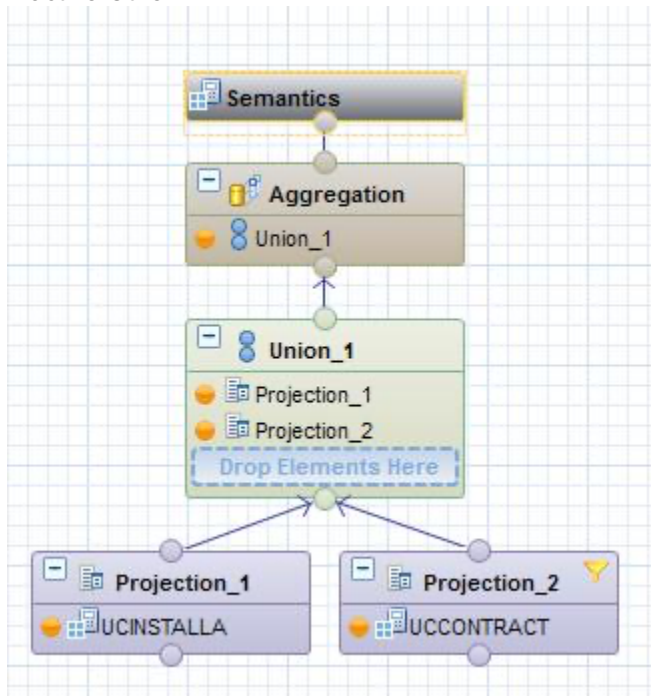 Semantics
Aggregation
Union_1
Union_1
Projection_1
Projection_2
Drop Elements Here
Projection_1
UCINSTALLA
Projection_2
UCCONTRACT